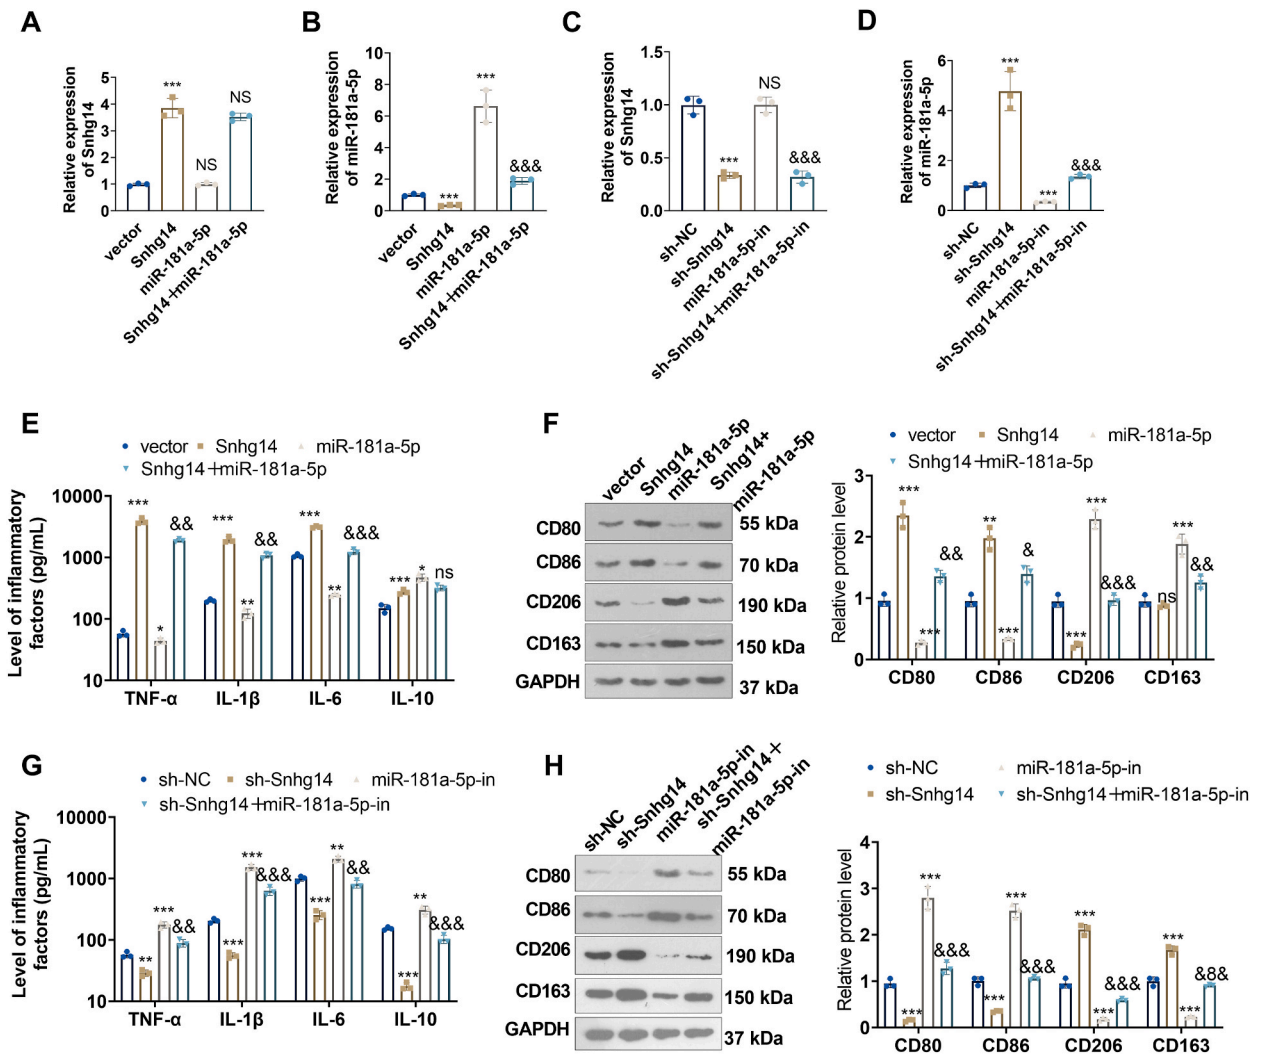 A
B
C
D
Relative expression
of Snhg14
5
4
3
2
1
0
***
NS
NS
vector
Snhg14
miR-181a-5p
Snhg14+miR-181a-5p
Relative expression
of miR-181a-5p
10
8
6
4
2
0
***
***
&&&
vector
Snhg14
miR-181a-5p
Snhg14+miR-181a-5p
Relative expression
of Snhg14
1.5
1.0
0.5
0.0
***
NS
&&&
sh-NC
sh-Snhg14
miR-181a-5p-in
sh-Snhg14+miR-181a-5p-in
Relative expression
of miR-181a-5p
6
4
2
0
***
***
&&&
sh-NC
sh-Snhg14
miR-181a-5p-in
sh-Snhg14+miR-181a-5p-in
E
vector Snhg14 miR-181a-5p
Snhg14+miR-181a-5p
Level of inflammatory
factors (pg/mL)
10000
1000
100
10
*** * &&
*** ** &&
*** ** &&&
*** * ns
TNF-α IL-1β IL-6 IL-10
F
vector
Snhg14
miR-181a-5p
Snhg14+
miR-181a-5p
CD80 55 kDa
CD86 70 kDa
CD206 190 kDa
CD163 150 kDa
GAPDH 37 kDa
vector Snhg14 miR-181a-5p
Snhg14+miR-181a-5p
Relative protein level
3
2
1
0
*** *** &&
** *** &
*** *** &&&
ns *** &&
CD80 CD86 CD206 CD163
G
sh-NC sh-Snhg14 miR-181a-5p-in
sh-Snhg14+miR-181a-5p-in
Level of inflammatory
factors (pg/mL)
10000
1000
100
10
** *** &&
*** *** &&&
*** ** &&
*** ** &&&
TNF-α IL-1β IL-6 IL-10
H
sh-NC
sh-Snhg14
miR-181a-5p-in
sh-Snhg14+
miR-181a-5p-in
CD80 55 kDa
CD86 70 kDa
CD206 190 kDa
CD163 150 kDa
GAPDH 37 kDa
sh-NC miR-181a-5p-in
sh-Snhg14 sh-Snhg14+miR-181a-5p-in
Relative protein level
4
3
2
1
0
*** *** &&&
*** *** &&&
*** *** &&&
*** *** &&&
CD80 CD86 CD206 CD163